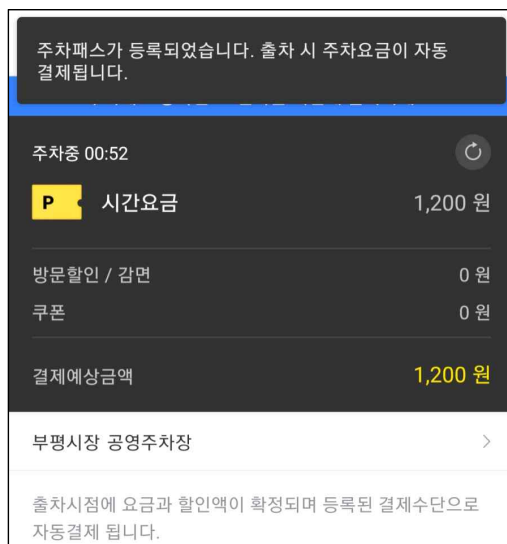 주차패스가 등록되었습니다. 출차 시 주차요금이 자동
결제됩니다.
주차중 00:52
P 시간요금 1,200 원
방문할인 / 감면 0 원
쿠폰 0 원
결제예상금액 1,200 원
부평시장 공영주차장
출차시점에 요금과 할인액이 확정되며 등록된 결제수단으로
자동결제 됩니다.